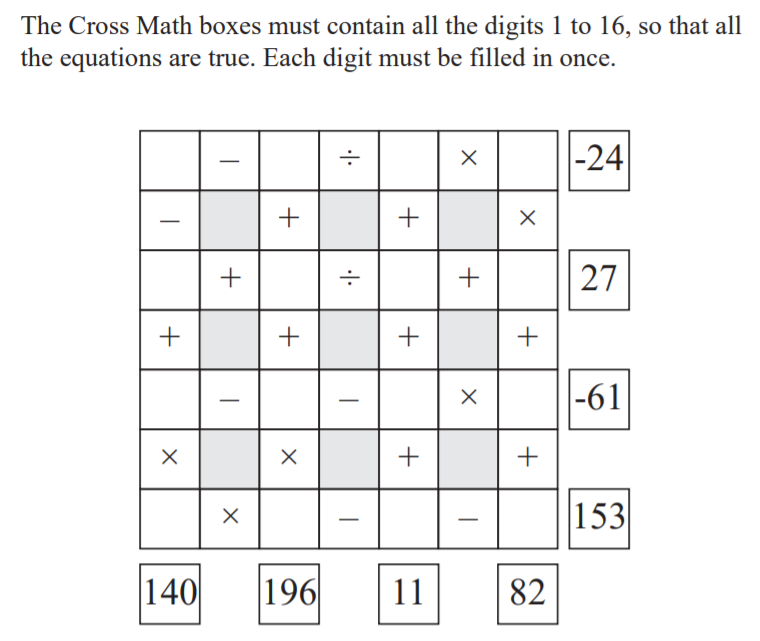 The Cross Math boxes must contain all the digits 1 to 16, so that all
the equations are true. Each digit must be filled in once.
− ÷ × -24
− + + ×
+ ÷ + 27
+ + + +
− − × -61
× × + +
× − − 153
140 196 11 82